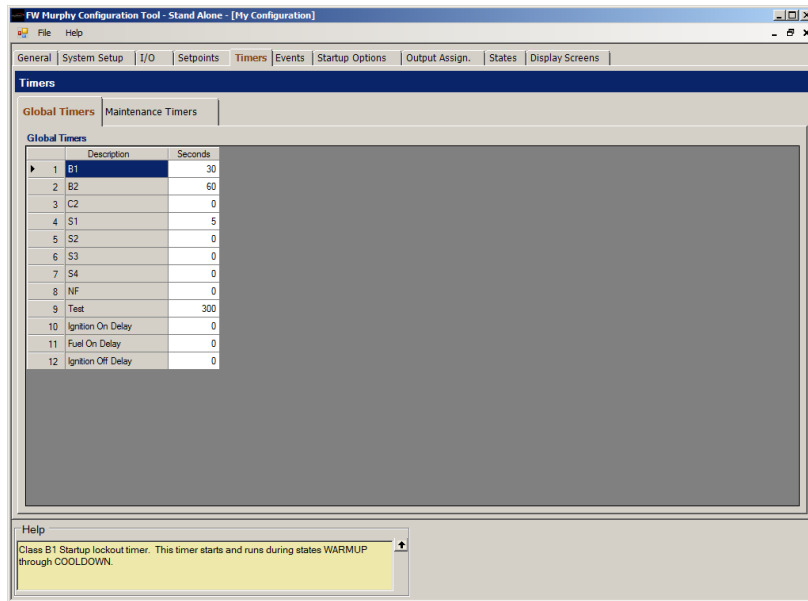 FW Murphy Configuration Tool - Stand Alone - [My Configuration]
File Help
General System Setup I/O Setpoints Timers Events Startup Options Output Assign. States Display Screens
Timers
Global Timers Maintenance Timers
Global Timers
Description Seconds
1 B1 30
2 B2 60
3 C2 0
4 S1 5
5 S2 0
6 S3 0
7 S4 0
8 NF 0
9 Test 300
10 Ignition On Delay 0
11 Fuel On Delay 0
12 Ignition Off Delay 0
Help
Class B1 Startup lockout timer. This timer starts and runs during states WARMUP
through COOLDOWN.